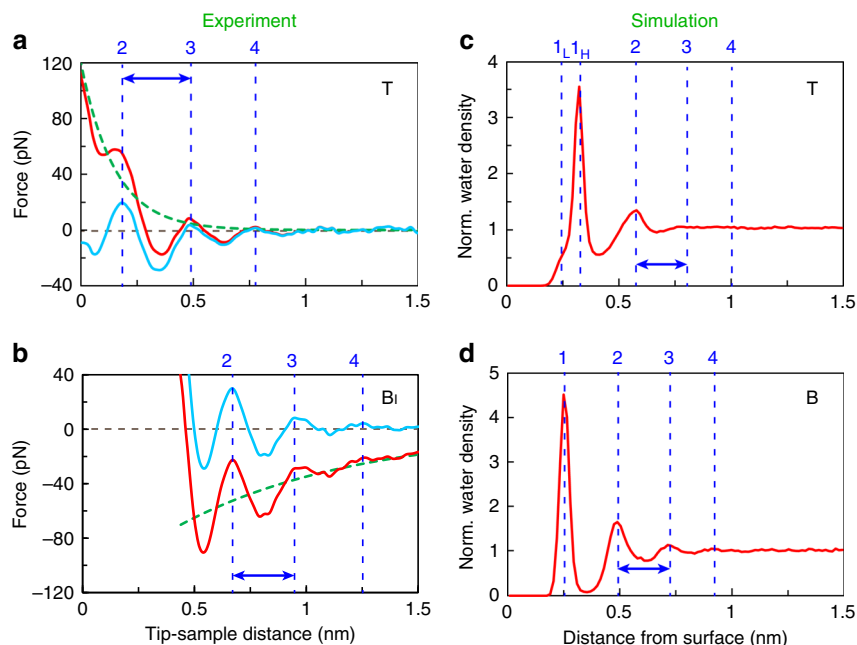 Experiment
Simulation
a
2 3 4
120
80
40
0
–40
Force (pN)
T
0 0.5 1 1.5
c
1L 1H 2 3 4
4
3
2
1
0
Norm. water density
T
0 0.5 1 1.5
b
2 3 4
40
0
–40
–80
–120
Force (pN)
BI
0 0.5 1 1.5
Tip-sample distance (nm)
d
1 2 3 4
5
4
3
2
1
0
Norm. water density
B
0 0.5 1 1.5
Distance from surface (nm)